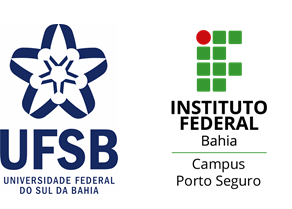 UFSB
UNIVERSIDADE FEDERAL
DO SUL DA BAHIA
INSTITUTO
FEDERAL
Bahia
Campus
Porto Seguro